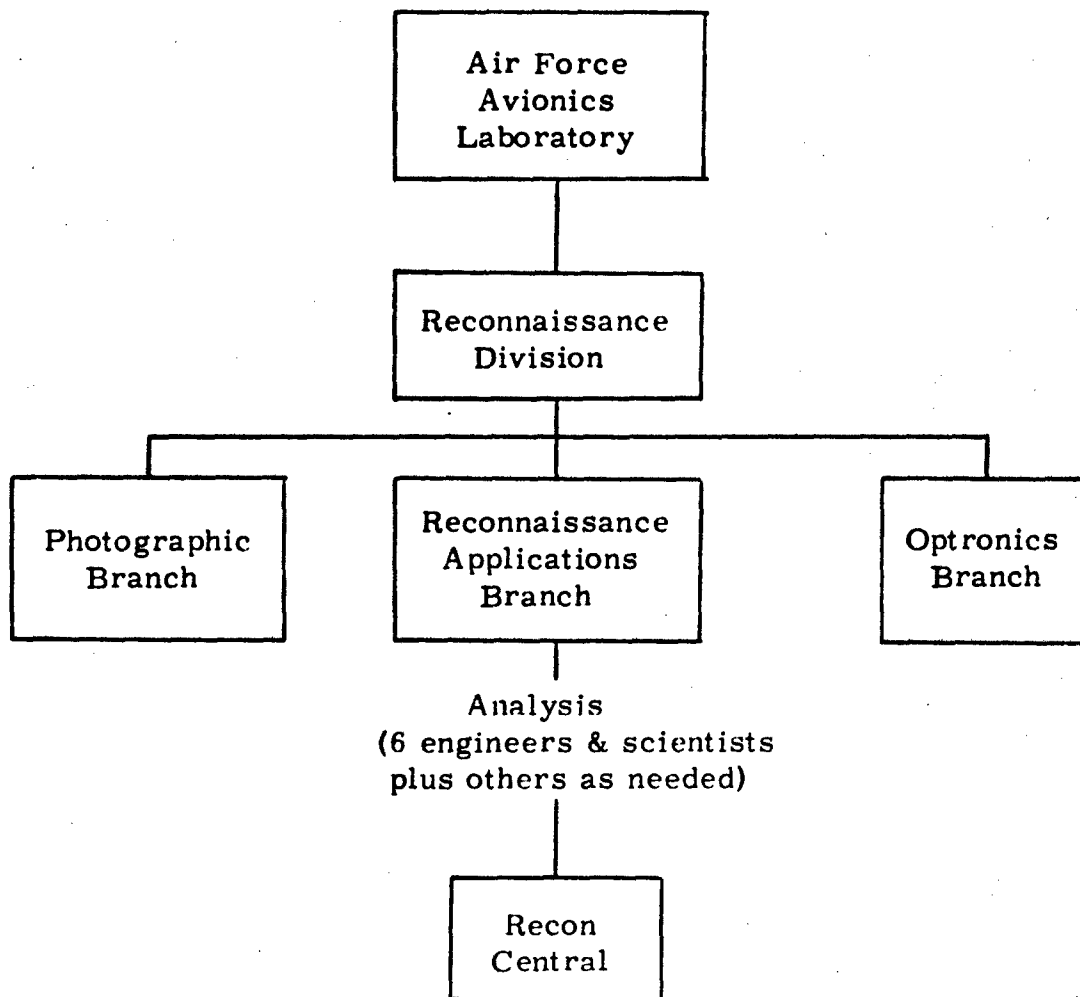 Air Force
Avionics
Laboratory
Reconnaissance
Division
Photographic
Branch
Reconnaissance
Applications
Branch
Optronics
Branch
Analysis
(6 engineers & scientists
plus others as needed)
Recon
Central